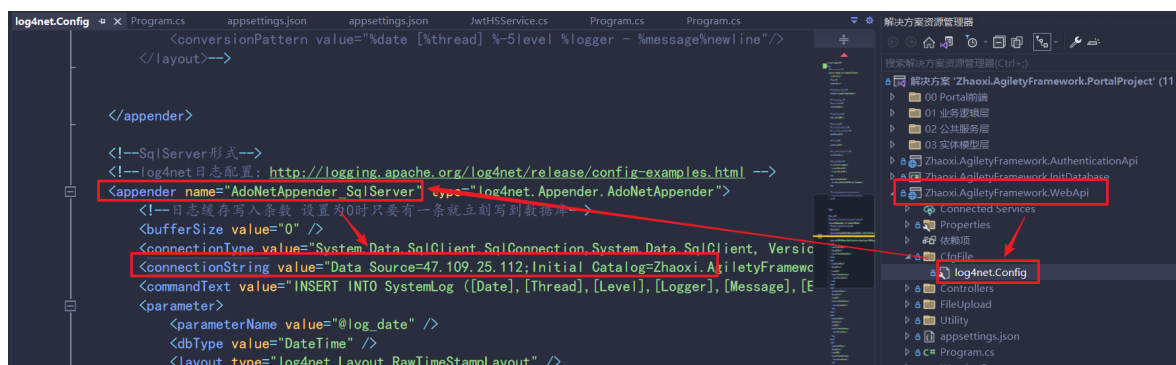 log4net.Config Program.cs appsettings.json appsettings.json JwtHSService.cs Program.cs Program.cs
<conversionPattern value="%date [%thread] %-5level %logger - %message%newline"/>
</layout>-->
</appender>
<!--SqlServer形式-->
<!--log4net日志配置: http://logging.apache.org/log4net/release/config-examples.html -->
<appender name="AdoNetAppender_SqlServer" type="log4net.Appender.AdoNetAppender">
<!--日志缓存写入条数 设置为0时只要有一条就立刻写到数据库-->
<bufferSize value="0" />
<connectionType value="System.Data.SqlClient.SqlConnection,System.Data.SqlClient, Versio
<connectionString value="Data Source=47.109.25.112;Initial Catalog=Zhaoxi.AgiletyFramewo
<commandText value="INSERT INTO SystemLog ([Date],[Thread],[Level],[Logger],[Message],[E
<parameter>
<parameterName value="@log_date" />
<dbType value="DateTime" />
<layout type="log4net.Layout.RawTimeStampLayout" />
解决方案资源管理器
搜索解决方案资源管理器(Ctrl+;)
解决方案 'Zhaoxi.AgiletyFramework.PortalProject' (11
00 Portal前端
01 业务逻辑层
02 公共服务层
03 实体模型层
Zhaoxi.AgiletyFramework.AuthenticationApi
Zhaoxi.AgiletyFramework.InitDatabase
Zhaoxi.AgiletyFramework.WebApi
Connected Services
Properties
依赖项
CfgFile
log4net.Config
Controllers
FileUpload
Utility
appsettings.json
C# Program.cs